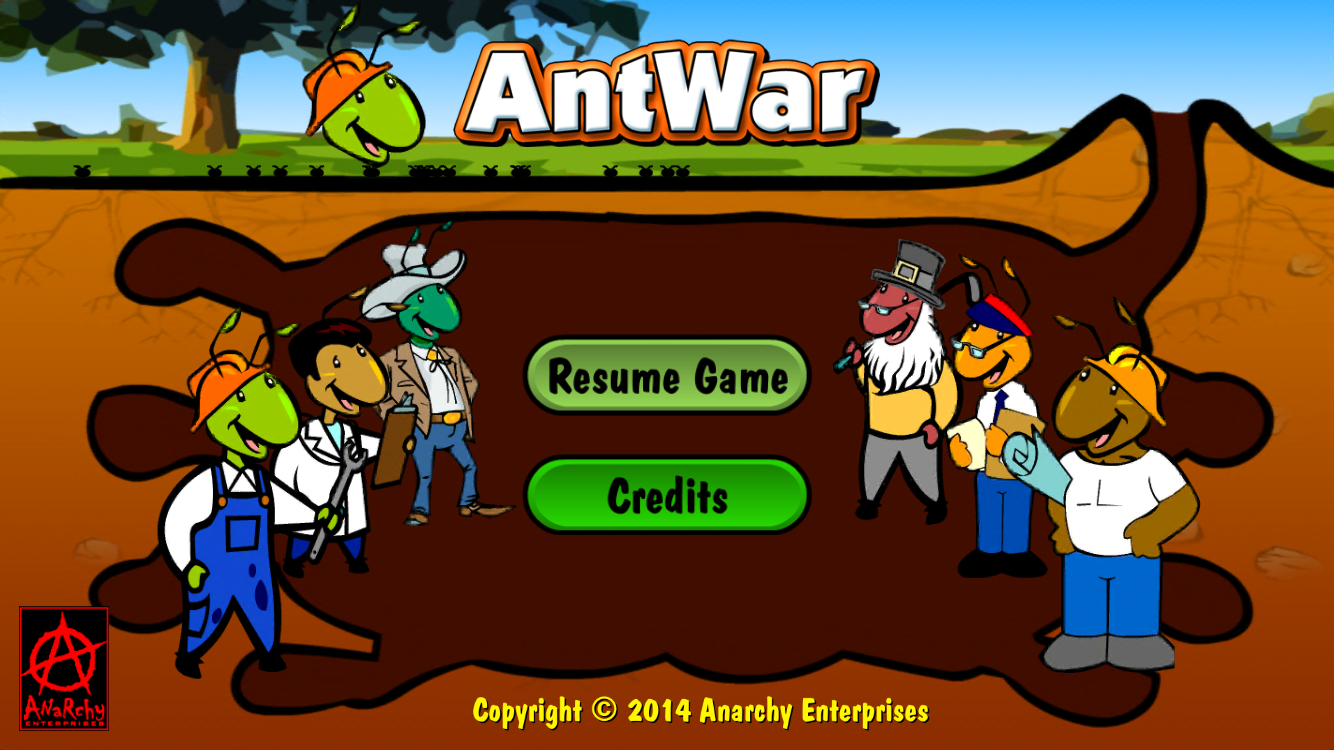 AntWar
Resume Game
Credits
AnaRchy
ENTERPRISES
Copyright © 2014 Anarchy Enterprises